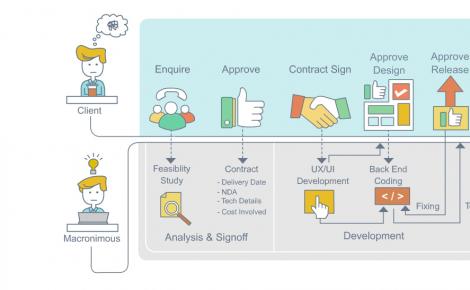 Enquire
Approve
Contract Sign
Approve
Design
Approve
Release
Client
Feasiblity
Study
Contract
- Delivery Date
- NDA
- Tech Details
- Cost Involved
UX/UI
Development
Back End
Coding
</>
Fixing
Macronimous
Analysis & Signoff
Development